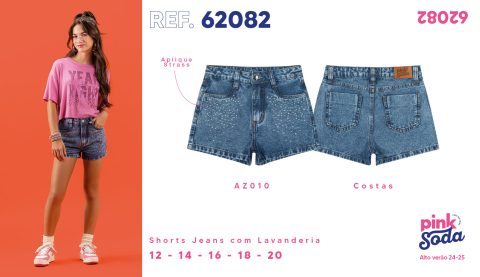 REF. 62082
62082
Aplique
Strass
AZ010
Costas
Shorts Jeans com Lavanderia
12 - 14 - 16 - 18 - 20
pink
Soda
Alto verão 24-25
YEAH